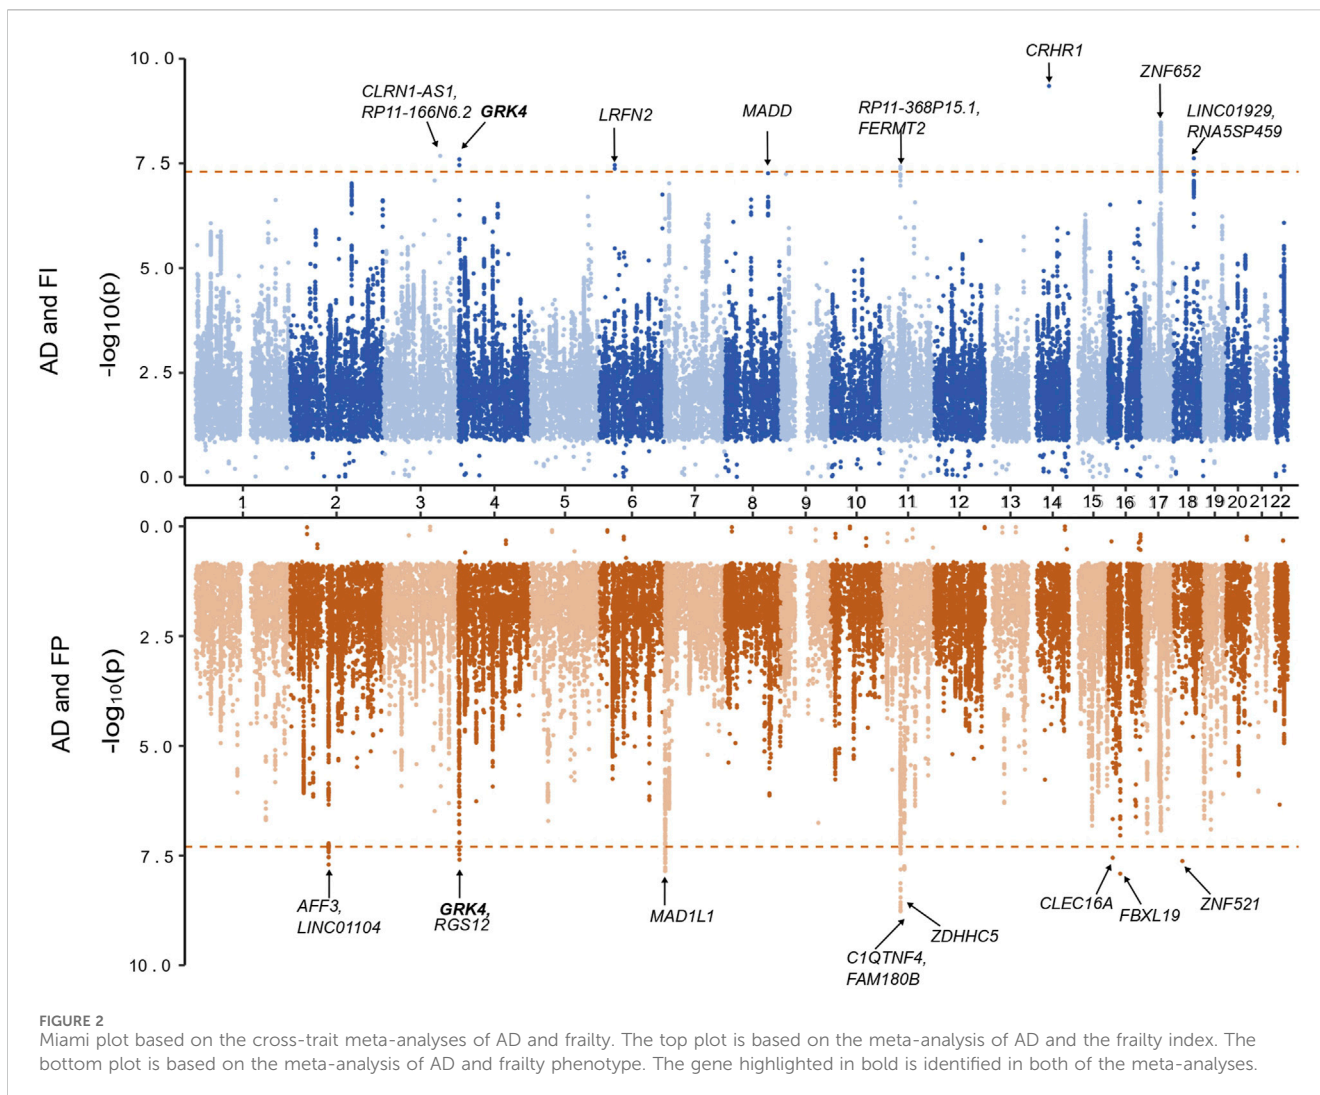 AD and FI
-log10(p)
10.0
7.5
5.0
2.5
0.0
CLRN1-AS1,
RP11-166N6.2
GRK4
LRFN2
MADD
RP11-368P15.1,
FERMT2
CRHR1
ZNF652
LINC01929,
RNA5SP459
1 2 3 4 5 6 7 8 9 10 11 12 13 14 15 16 17 18 19 20 21 22
AD and FP
-log10(p)
0.0
2.5
5.0
7.5
10.0
AFF3,
LINC01104
GRK4,
RGS12
MAD1L1
ZDHHC5
C1QTNF4,
FAM180B
CLEC16A
FBXL19
ZNF521
FIGURE 2
Miami plot based on the cross-trait meta-analyses of AD and frailty. The top plot is based on the meta-analysis of AD and the frailty index. The
bottom plot is based on the meta-analysis of AD and frailty phenotype. The gene highlighted in bold is identified in both of the meta-analyses.